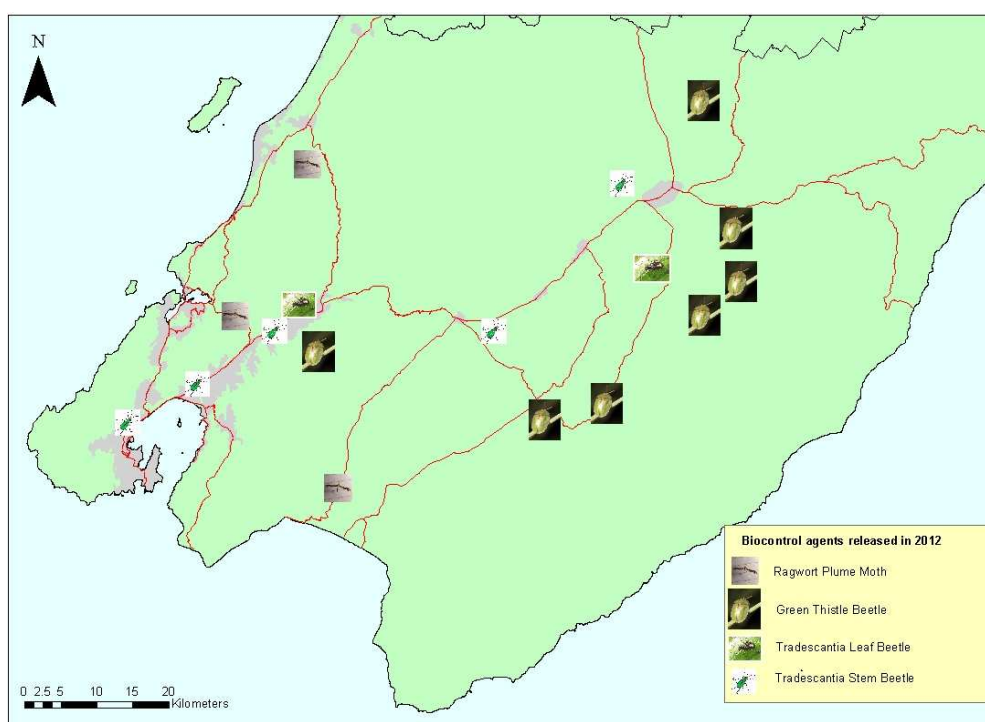 N
Biocontrol agents released in 2012
Ragwort Plume Moth
Green Thistle Beetle
Tradescantia Leaf Beetle
Tradescantia Stem Beetle
0 2.5 5 10 15 20
Kilometers